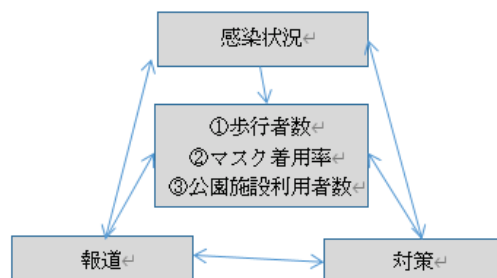 感染状況↵
①歩行者数↵
②マスク着用率↵
③公園施設利用者数↵
報道↵
対策↵